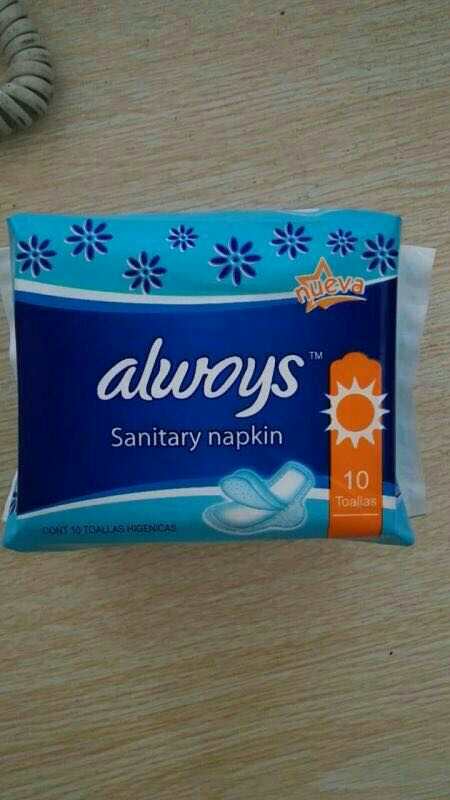 nueva
alwoys™
Sanitary napkin
10
Toallas
CONT 10 TOALLAS HIGENICAS